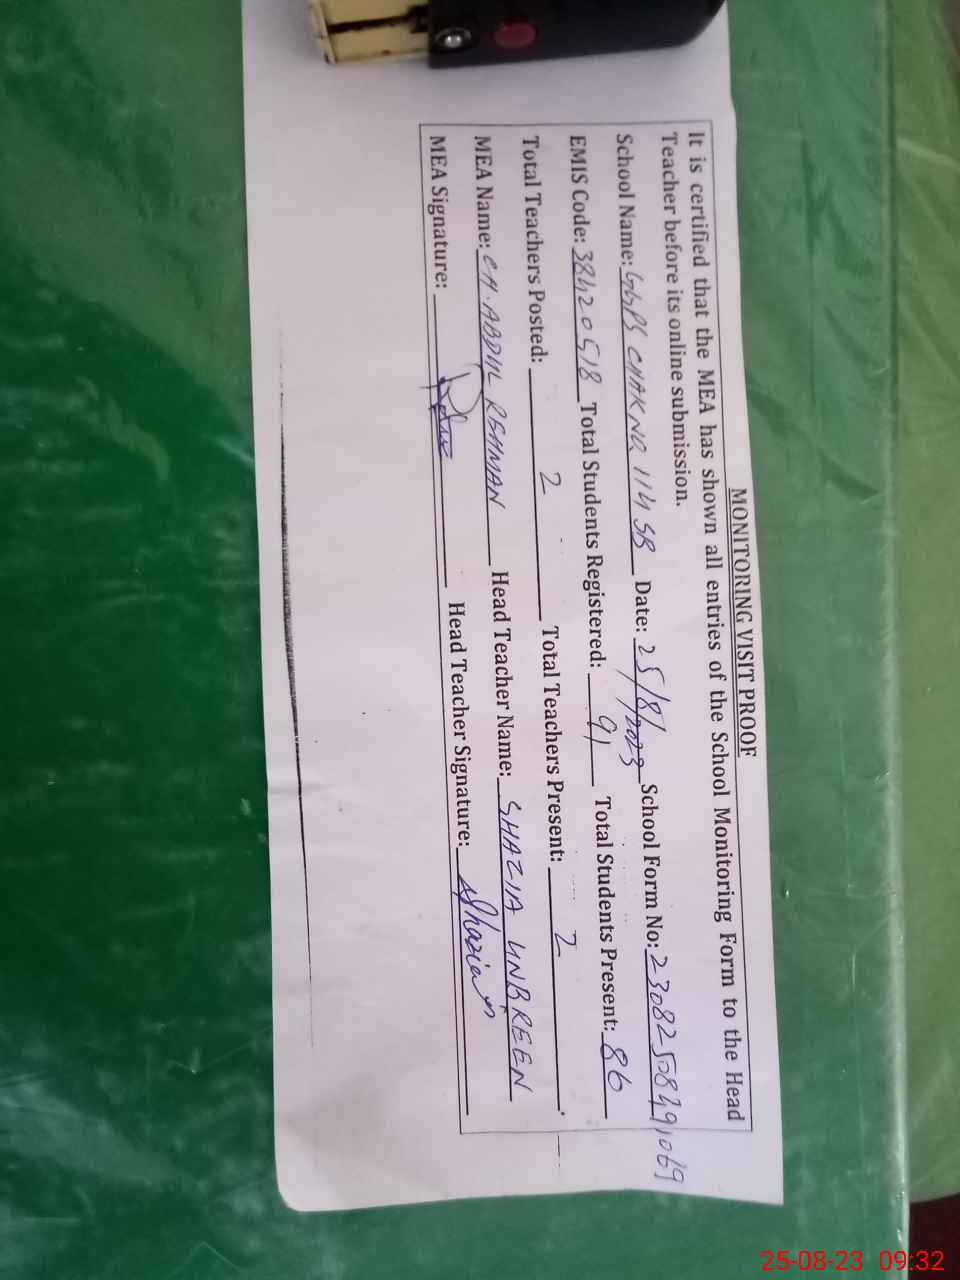 MONITORING VISIT PROOF
It is certified that the MEA has shown all entries of the School Monitoring Form to the Head
Teacher before its online submission.
School Name: GGPS CHAK NO 114 SB Date: 25/8/2023 School Form No: 2308250849,069
EMIS Code: 38420518 Total Students Registered: 91 Total Students Present: 86
Total Teachers Posted: 2 Total Teachers Present: 2
MEA Name: CH. ABDUL REHMAN Head Teacher Name: SHAZIA UNBREEN
MEA Signature: Head Teacher Signature: Shazia
25-08-23 09:32